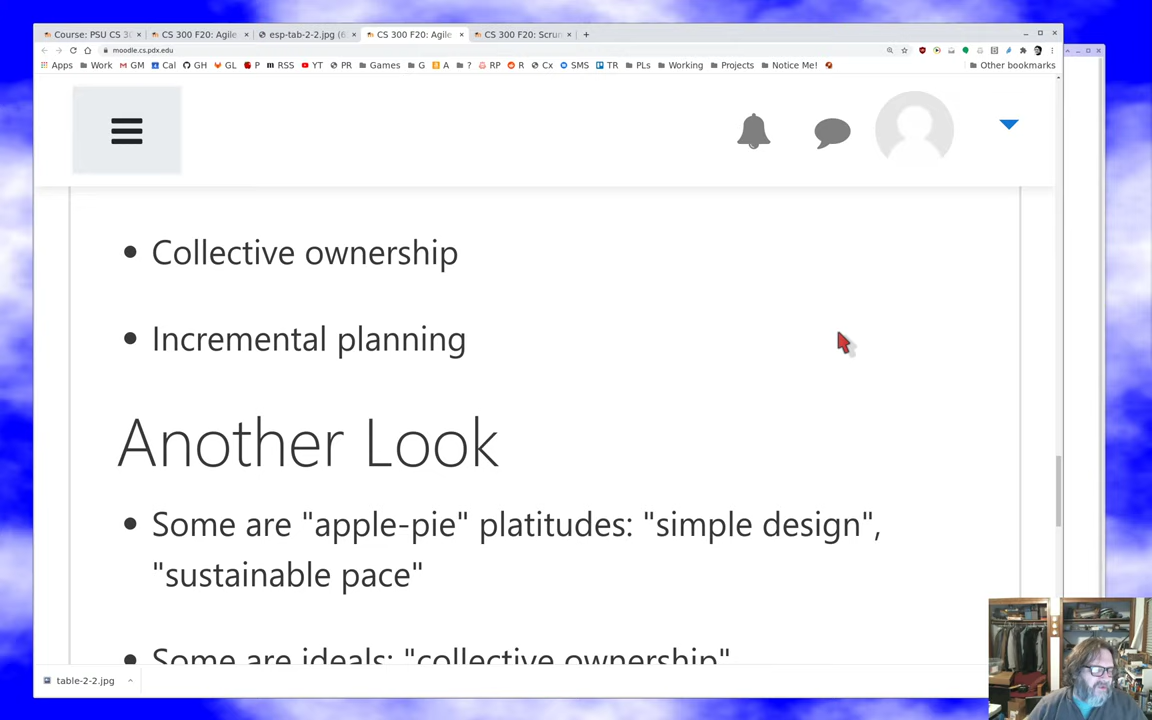 Course: PSU CS 30
CS 300 F20: Agile
esp-tab-2-2.jpg (6
CS 300 F20: Agile
CS 300 F20: Scrum
moodle.cs.pdx.edu
Apps Work GM Cal GH GL P RSS YT PR Games G A ? RP R Cx SMS TR PLs Working Projects Notice Me! Other bookmarks
• Collective ownership
• Incremental planning
Another Look
• Some are "apple-pie" platitudes: "simple design",
"sustainable pace"
• Some are ideals: "collective ownership"
table-2-2.jpg